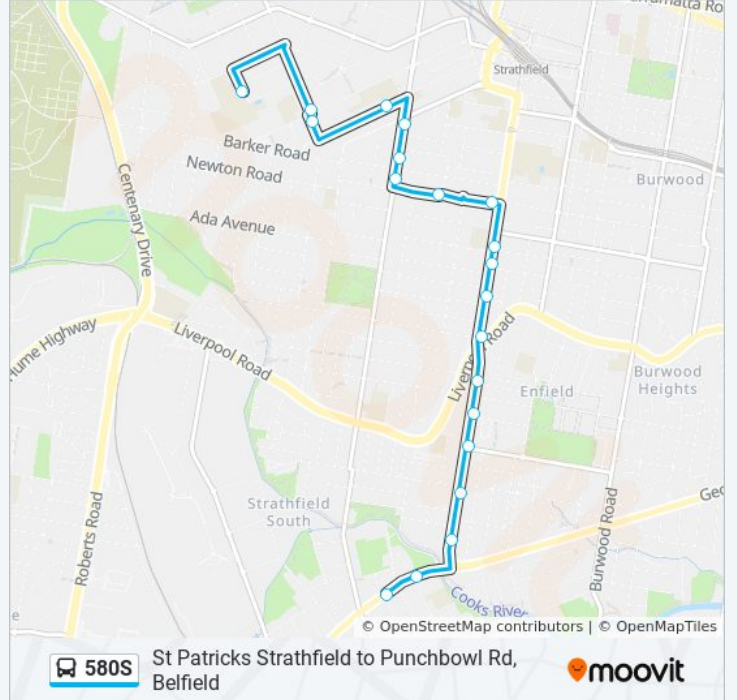 rramatta Ro
Strathfield
Barker Road
Newton Road
Burwood
Centenary Drive
Ada Avenue
Hume Highway
Liverpool Road
Liverpool Road
Burwood
Heights
Enfield
Strathfield
South
Roberts Road
Burwood Road
Geo
Cooks River
e
© OpenStreetMap contributors | © OpenMapTiles
580S
St Patricks Strathfield to Punchbowl Rd,
Belfield
moovit